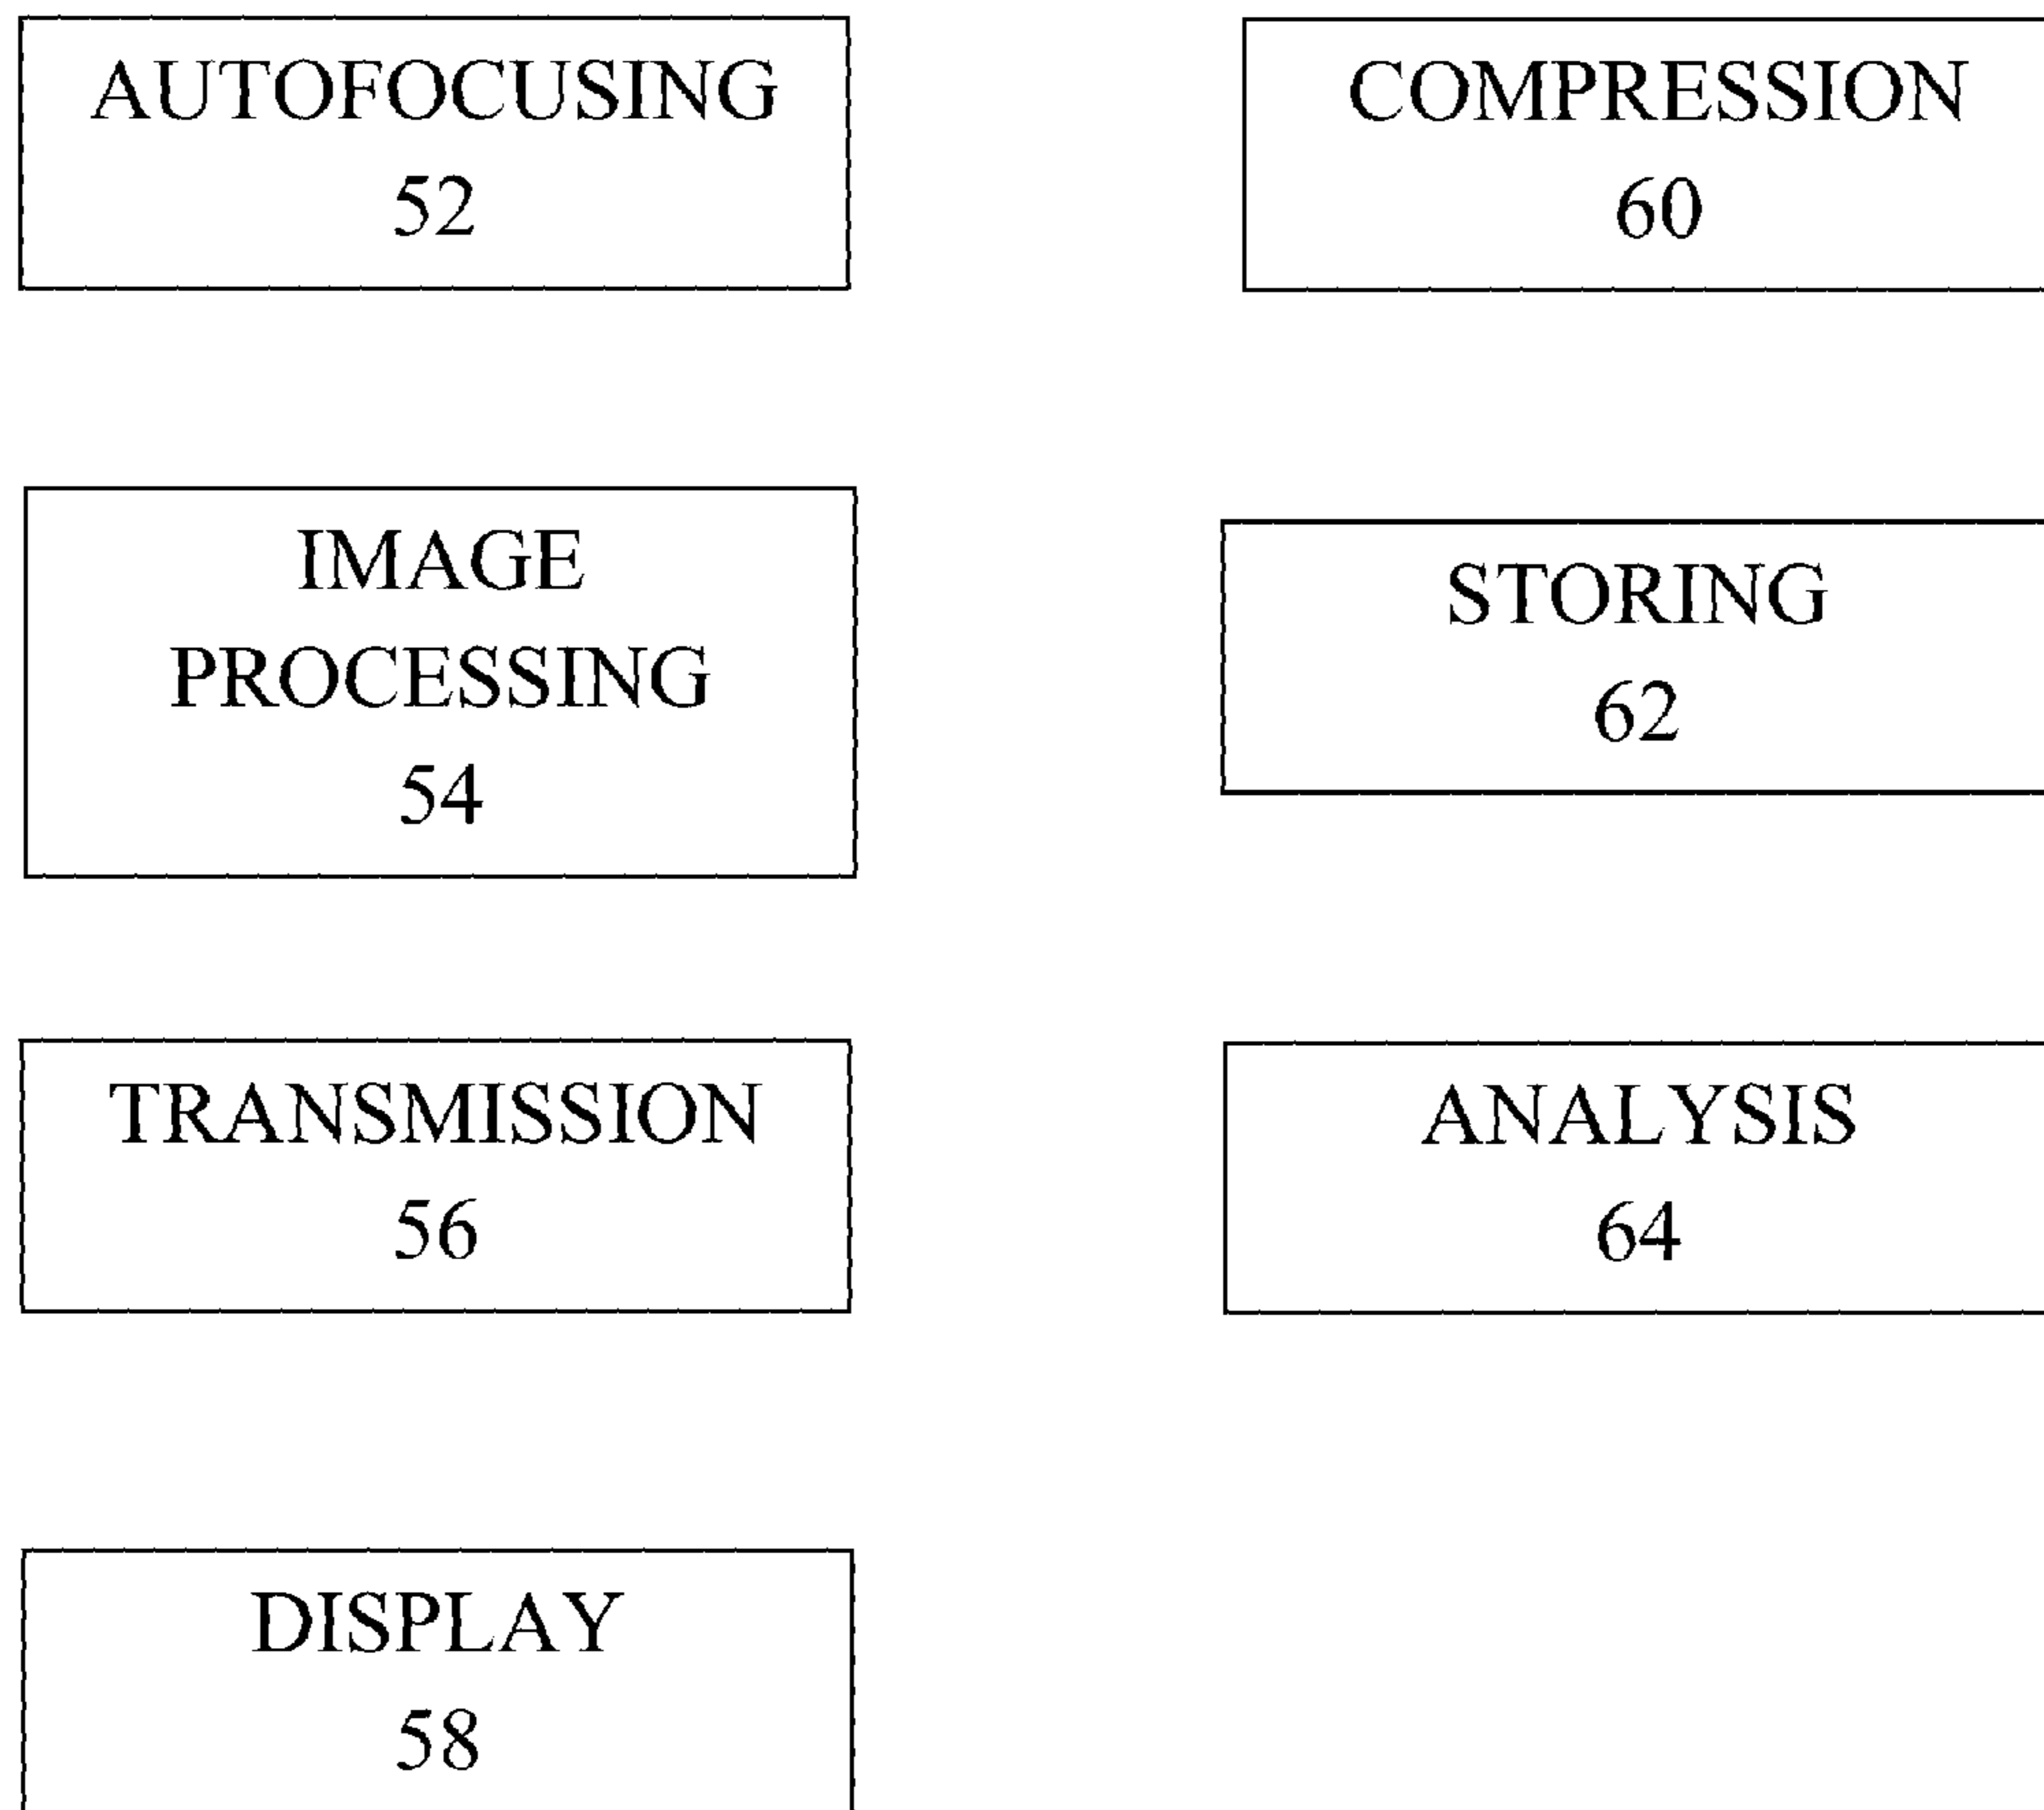 AUTOFOCUSING
52
IMAGE
PROCESSING
54
TRANSMISSION
56
DISPLAY
58
COMPRESSION
60
STORING
62
ANALYSIS
64